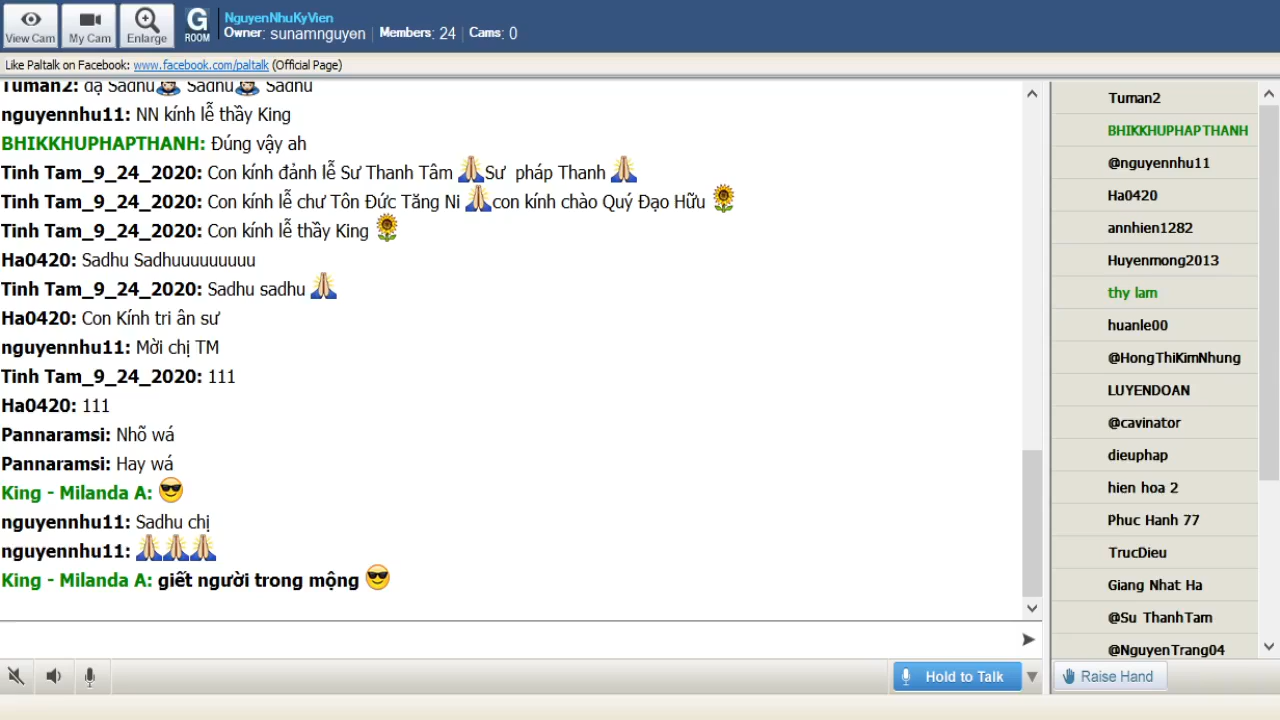 View Cam
My Cam
Enlarge
G
ROOM
NguyenNhuKyVien
Owner: sunamnguyen
Members: 24
Cams: 0
Like Paltalk on Facebook: www.facebook.com/paltalk (Official Page)
Tuman2: dạ Sadhu Sadhu Sadhu
nguyennhu11: NN kính lễ thầy King
BHIKKHUPHAPTHANH: Đúng vậy ah
Tinh Tam_9_24_2020: Con kính đảnh lễ Sư Thanh Tâm Sư pháp Thanh
Tinh Tam_9_24_2020: Con kính lễ chư Tôn Đức Tăng Ni con kính chào Quý Đạo Hữu
Tinh Tam_9_24_2020: Con kính lễ thầy King
Ha0420: Sadhu Sadhuuuuuuuuu
Tinh Tam_9_24_2020: Sadhu sadhu
Ha0420: Con Kính tri ân sư
nguyennhu11: Mời chị TM
Tinh Tam_9_24_2020: 111
Ha0420: 111
Pannaramsi: Nhõ wá
Pannaramsi: Hay wá
King - Milanda A:
nguyennhu11: Sadhu chị
nguyennhu11:
King - Milanda A: giết người trong mộng
Tuman2
BHIKKHUPHAPTHANH
@nguyennhu11
Ha0420
annhien1282
Huyenmong2013
thy lam
huanle00
@HongThiKimNhung
LUYENDOAN
@cavinator
dieuphap
hien hoa 2
Phuc Hanh 77
TrucDieu
Giang Nhat Ha
@Su ThanhTam
@NguyenTrang04
Hold to Talk
Raise Hand